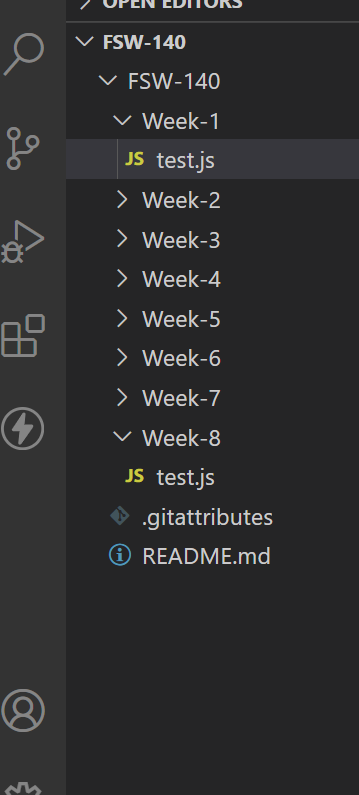 OPEN EDITORS
FSW-140
FSW-140
Week-1
JS test.js
Week-2
Week-3
Week-4
Week-5
Week-6
Week-7
Week-8
JS test.js
.gitattributes
README.md